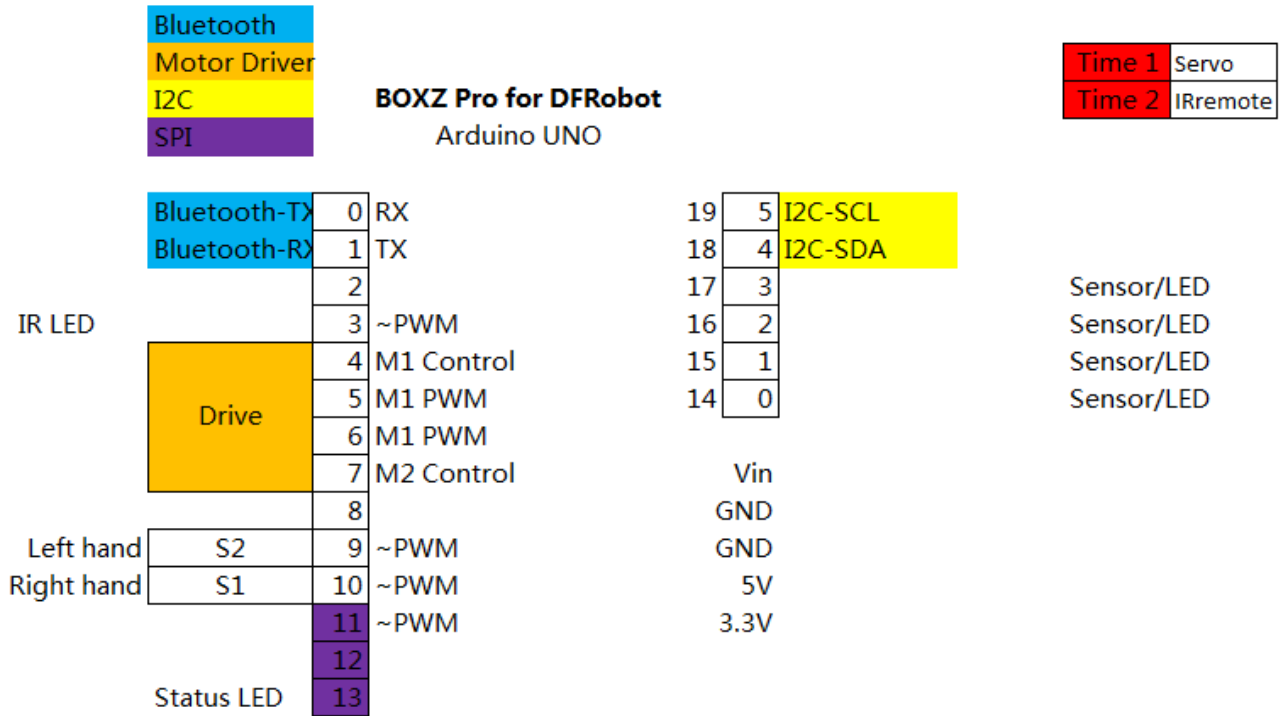 Bluetooth
Motor Driver
I2C
SPI
BOXZ Pro for DFRobot
Arduino UNO
Time 1 Servo
Time 2 IRremote
Bluetooth-TX 0 RX 19 5 I2C-SCL
Bluetooth-RX 1 TX 18 4 I2C-SDA
2 17 3 Sensor/LED
IR LED 3 ~PWM 16 2 Sensor/LED
4 M1 Control 15 1 Sensor/LED
Drive 5 M1 PWM 14 0 Sensor/LED
6 M1 PWM
7 M2 Control Vin
8 GND
Left hand S2 9 ~PWM GND
Right hand S1 10 ~PWM 5V
11 ~PWM 3.3V
12
Status LED 13